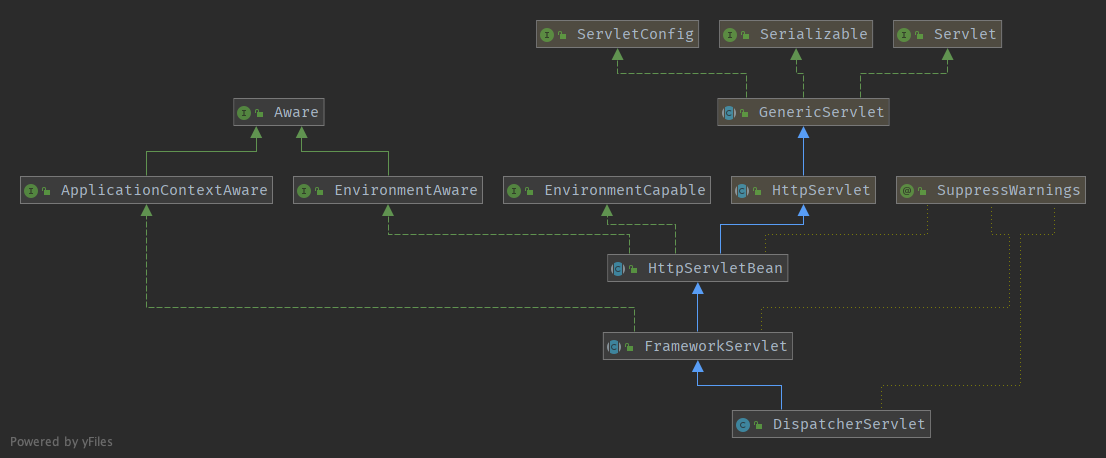 ServletConfig
Serializable
Servlet
Aware
GenericServlet
ApplicationContextAware
EnvironmentAware
EnvironmentCapable
HttpServlet
SuppressWarnings
HttpServletBean
FrameworkServlet
DispatcherServlet
Powered by yFiles